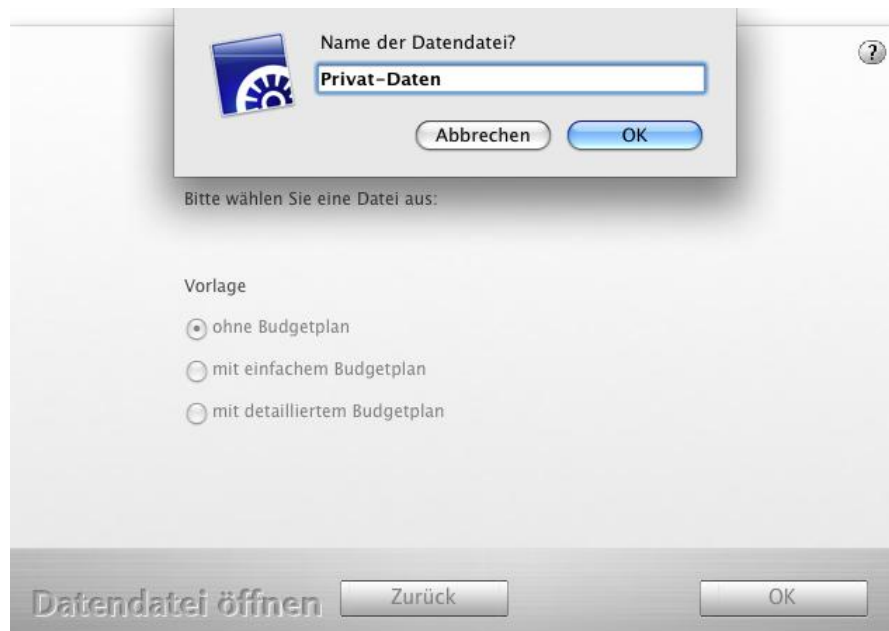 Name der Datendatei?
Privat-Daten
Abbrechen OK
?
Bitte wählen Sie eine Datei aus:
Vorlage
ohne Budgetplan
mit einfachem Budgetplan
mit detailliertem Budgetplan
Datendatei öffnen Zurück OK